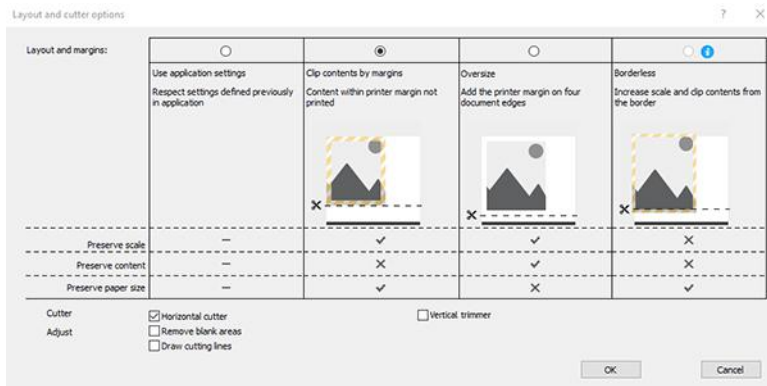 Layout and cutter options
Layout and margins:
Use application settings
Respect settings defined previously
in application
Clip contents by margins
Content within printer margin not
printed
Oversize
Add the printer margin on four
document edges
Borderless
Increase scale and clip contents from
the border
Preserve scale
Preserve content
Preserve paper size
Cutter
Horizontal cutter
Vertical trimmer
Adjust
Remove blank areas
Draw cutting lines
OK
Cancel